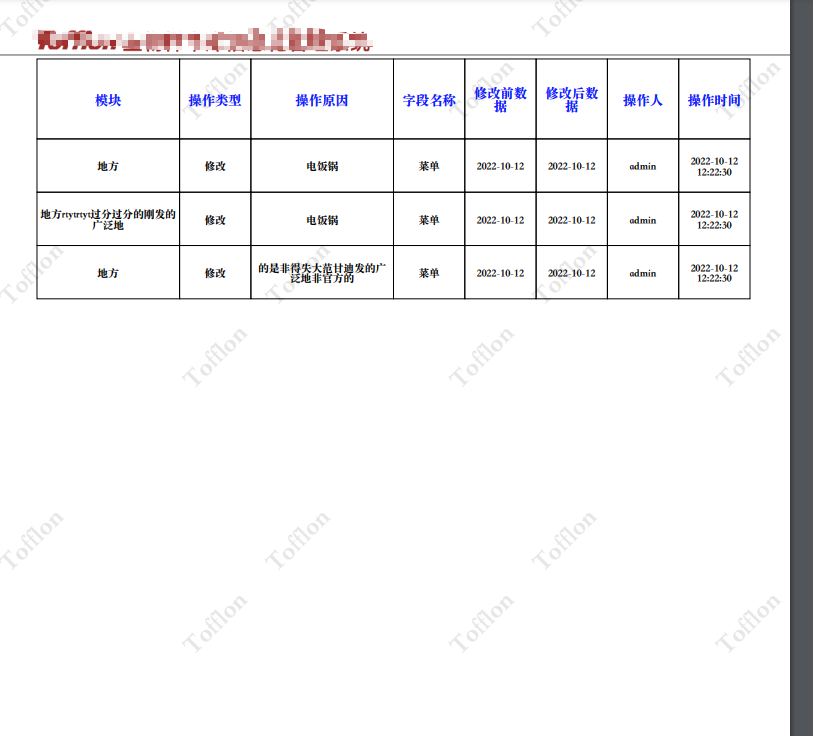 Tofflon
模块 操作类型 操作原因 字段名称 修改前数据 修改后数据 操作人 操作时间
地方 修改 电饭锅 菜单 2022-10-12 2022-10-12 admin 2022-10-12 12:22:30
地方rtytrtyt过分过分的刚发的广泛地 修改 电饭锅 菜单 2022-10-12 2022-10-12 admin 2022-10-12 12:22:30
地方 修改 的是非得失大范甘迪发的广泛地非官方的 菜单 2022-10-12 2022-10-12 admin 2022-10-12 12:22:30
Tofflon Tofflon Tofflon
Tofflon Tofflon Tofflon
Tofflon Tofflon Tofflon
Tofflon Tofflon Tofflon
Tofflon Tofflon Tofflon
Tofflon Tofflon Tofflon